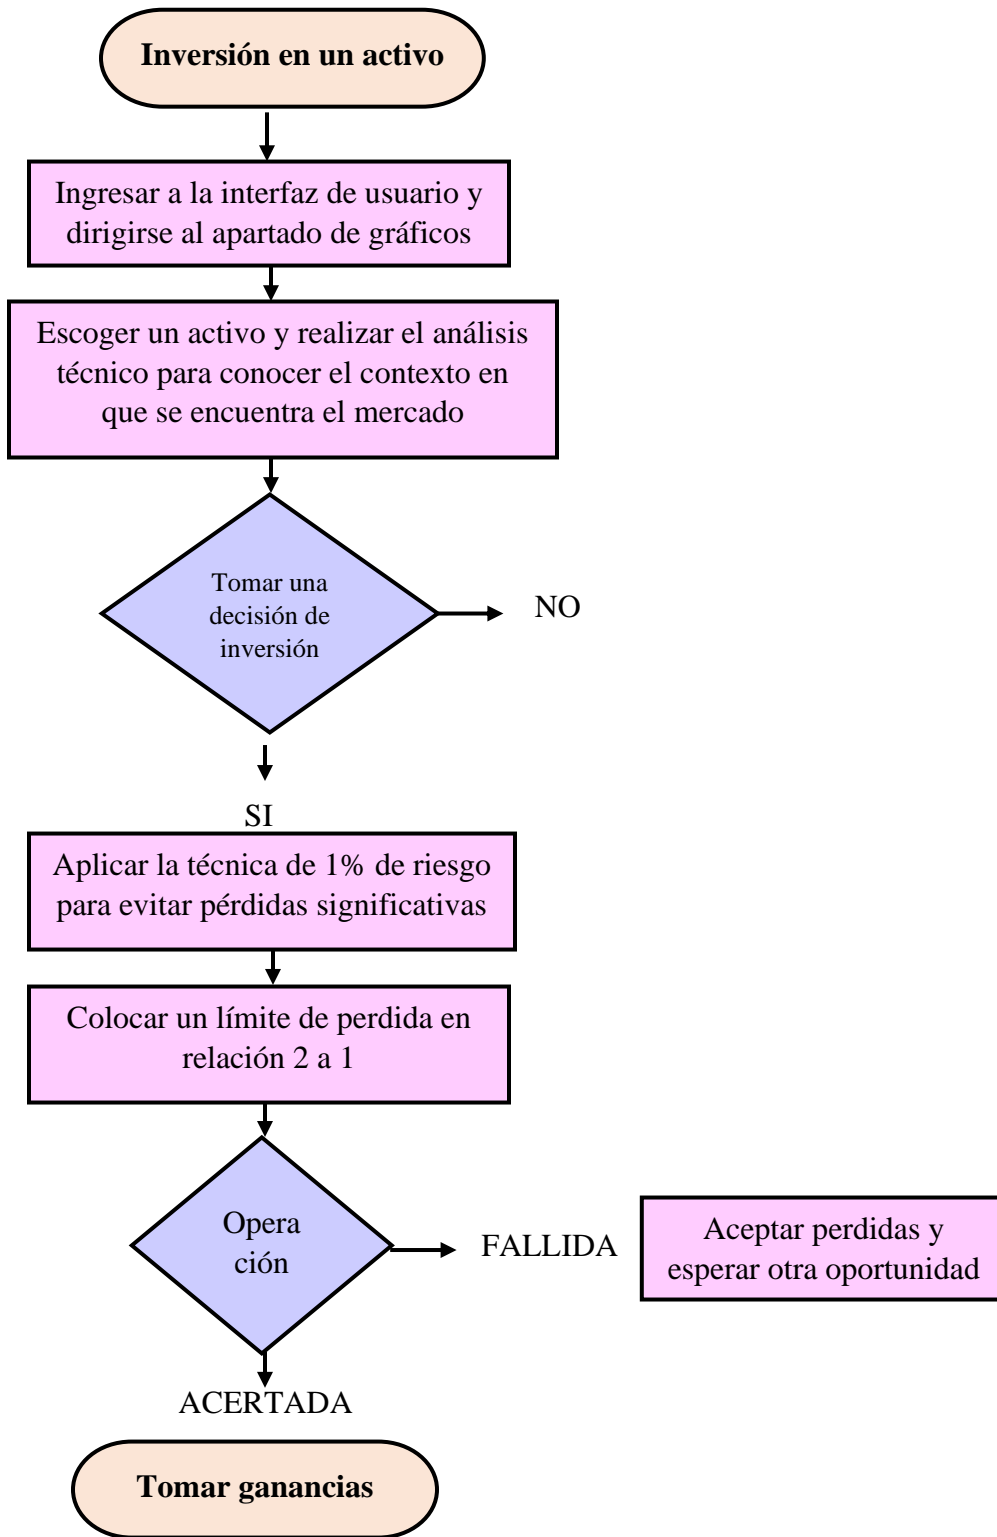 Inversión en un activo
Ingresar a la interfaz de usuario y
dirigirse al apartado de gráficos
Escoger un activo y realizar el análisis
técnico para conocer el contexto en
que se encuentra el mercado
Tomar una
decisión de
inversión
NO
SI
Aplicar la técnica de 1% de riesgo
para evitar pérdidas significativas
Colocar un límite de perdida en
relación 2 a 1
Opera
ción
FALLIDA
Aceptar perdidas y
esperar otra oportunidad
ACERTADA
Tomar ganancias